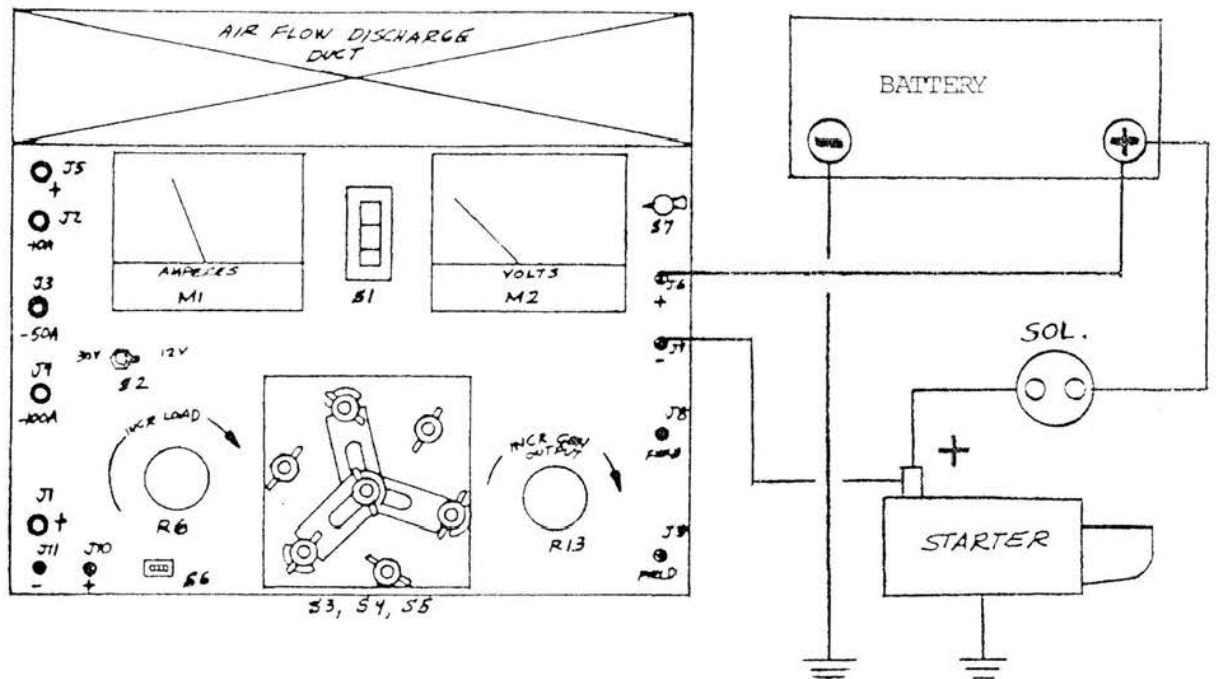 AIR FLOW DISCHARGE
DUCT
BATTERY
-
+
J5
+
J2
-10A
J3
-50A
J4
-100A
J1
+
J11
-
J10
+
AMPERES
M1
S1
VOLTS
M2
S7
J6
+
J7
-
J8
FIELD
J9
FIELD
30V
12V
S2
INCR LOAD
R6
S6
INCR GEN
OUTPUT
R13
S3, S4, S5
SOL.
+
STARTER